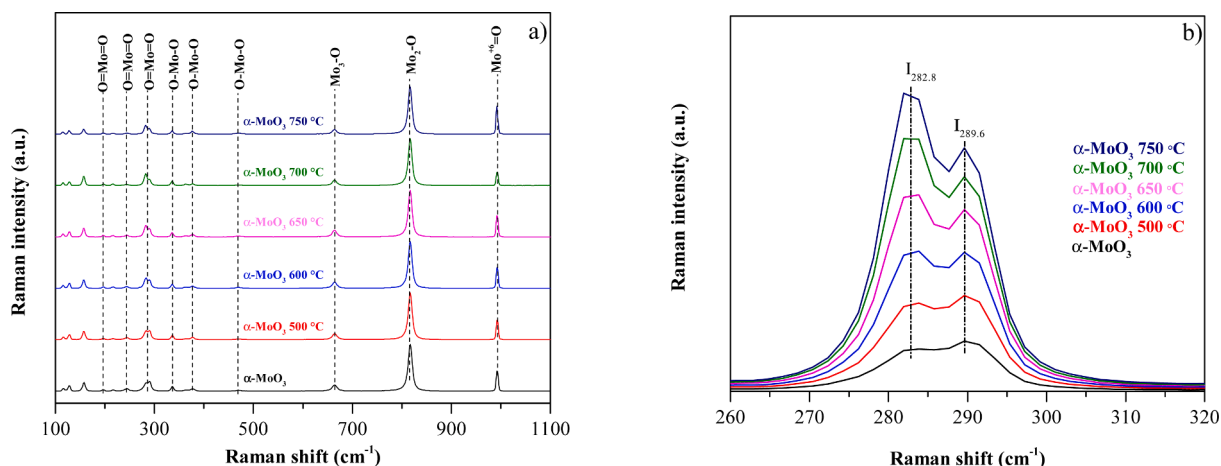 a)
O=Mo=O
O=Mo=O
O=Mo=O
O-Mo-O
O-Mo-O
O-Mo-O
Mo₃-O
Mo₂-O
Mo⁺⁶=O
α-MoO₃ 750 °C
α-MoO₃ 700 °C
α-MoO₃ 650 °C
α-MoO₃ 600 °C
α-MoO₃ 500 °C
α-MoO₃
Raman intensity (a.u.)
100 300 500 700 900 1100
Raman shift (cm⁻¹)
b)
I₂₈₂.₈
I₂₈₉.₆
α-MoO₃ 750 °C
α-MoO₃ 700 °C
α-MoO₃ 650 °C
α-MoO₃ 600 °C
α-MoO₃ 500 °C
α-MoO₃
Raman intensity (a.u.)
260 270 280 290 300 310 320
Raman shift (cm⁻¹)